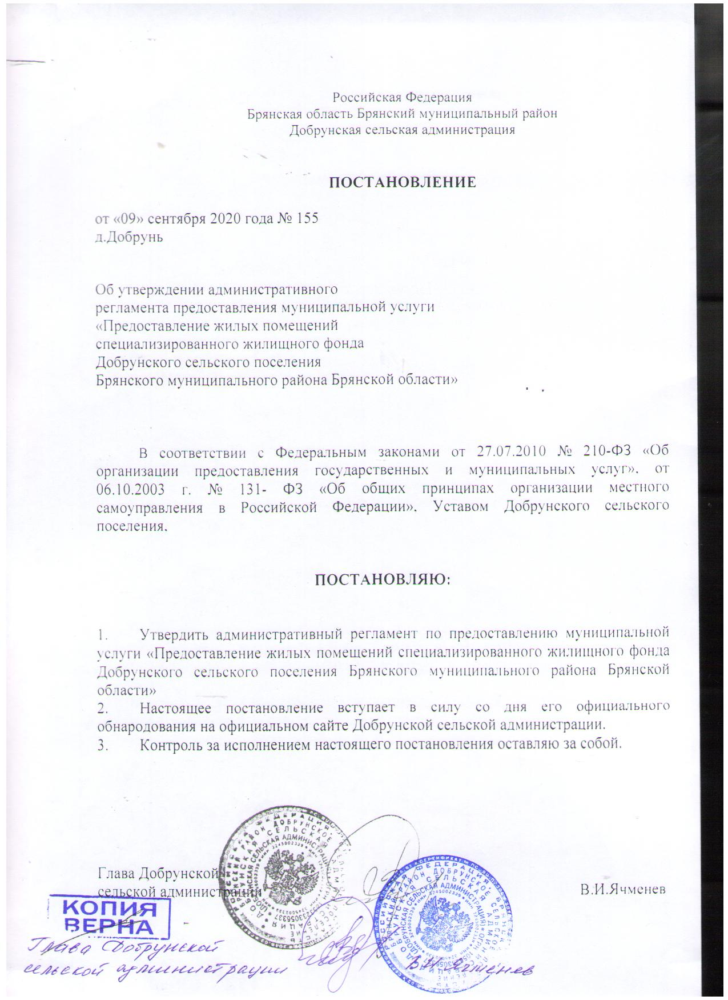 Российская Федерация
Брянская область Брянский муниципальный район
Добрунская сельская администрация
ПОСТАНОВЛЕНИЕ
от «09» сентября 2020 года № 155
д.Добрунь
Об утверждении административного
регламента предоставления муниципальной услуги
«Предоставление жилых помещений
специализированного жилищного фонда
Добрунского сельского поселения
Брянского муниципального района Брянской области»
В соответствии с Федеральным законами от 27.07.2010 № 210-ФЗ «Об
организации предоставления государственных и муниципальных услуг», от
06.10.2003 г. № 131- ФЗ «Об общих принципах организации местного
самоуправления в Российской Федерации», Уставом Добрунского сельского
поселения.
ПОСТАНОВЛЯЮ:
1. Утвердить административный регламент по предоставлению муниципальной
услуги «Предоставление жилых помещений специализированного жилищного фонда
Добрунского сельского поселения Брянского муниципального района Брянской
области»
2. Настоящее постановление вступает в силу со дня его официального
обнародования на официальном сайте Добрунской сельской администрации.
3. Контроль за исполнением настоящего постановления оставляю за собой.
Глава Добрунской
сельской администрации В.И.Ячменев
КОПИЯ
ВЕРНА
Глава Добрунской
сельской администрации В.И. Ячменев